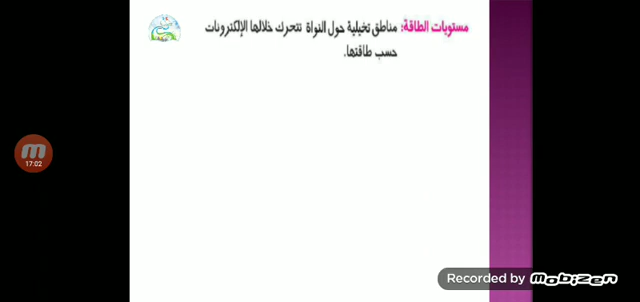 مستويات الطاقة: مناطق تخيلية حول النواة تتحرك خلالها الإلكترونات
حسب طاقتها.
17:02
Recorded by Mobizen